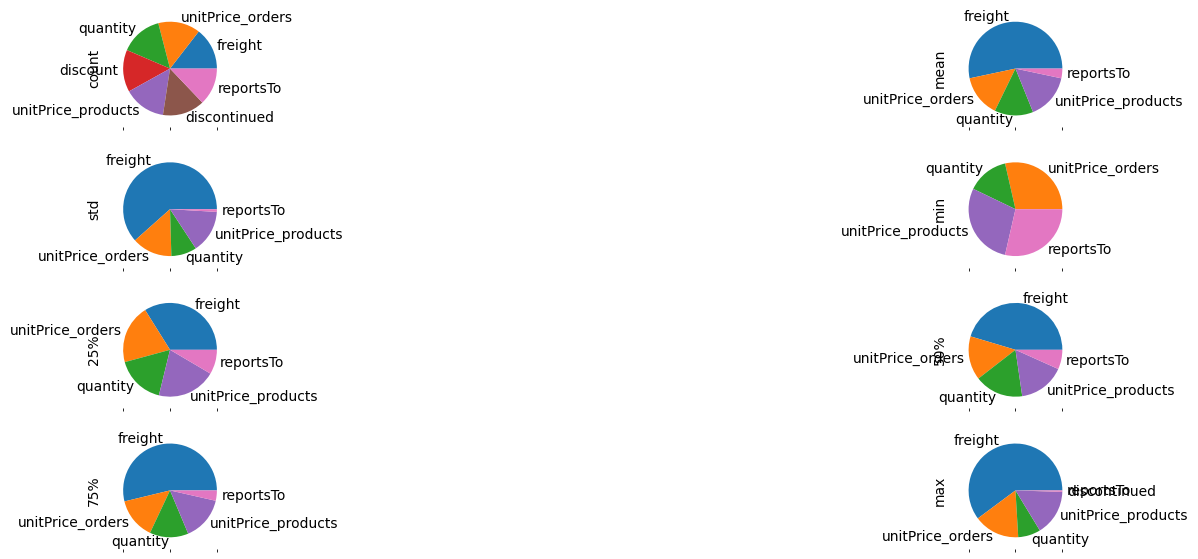 unitPrice_orders
quantity
freight
count
discount
reportsTo
unitPrice_products
discontinued
freight
mean
reportsTo
unitPrice_orders
unitPrice_products
quantity
freight
std
reportsTo
unitPrice_products
unitPrice_orders
quantity
quantity
unitPrice_orders
min
unitPrice_products
reportsTo
freight
unitPrice_orders
25%
reportsTo
quantity
unitPrice_products
freight
unitPrice_orders
50%
reportsTo
unitPrice_products
quantity
freight
75%
reportsTo
unitPrice_orders
unitPrice_products
quantity
freight
max
reportsTo
discontinued
unitPrice_products
unitPrice_orders
quantity